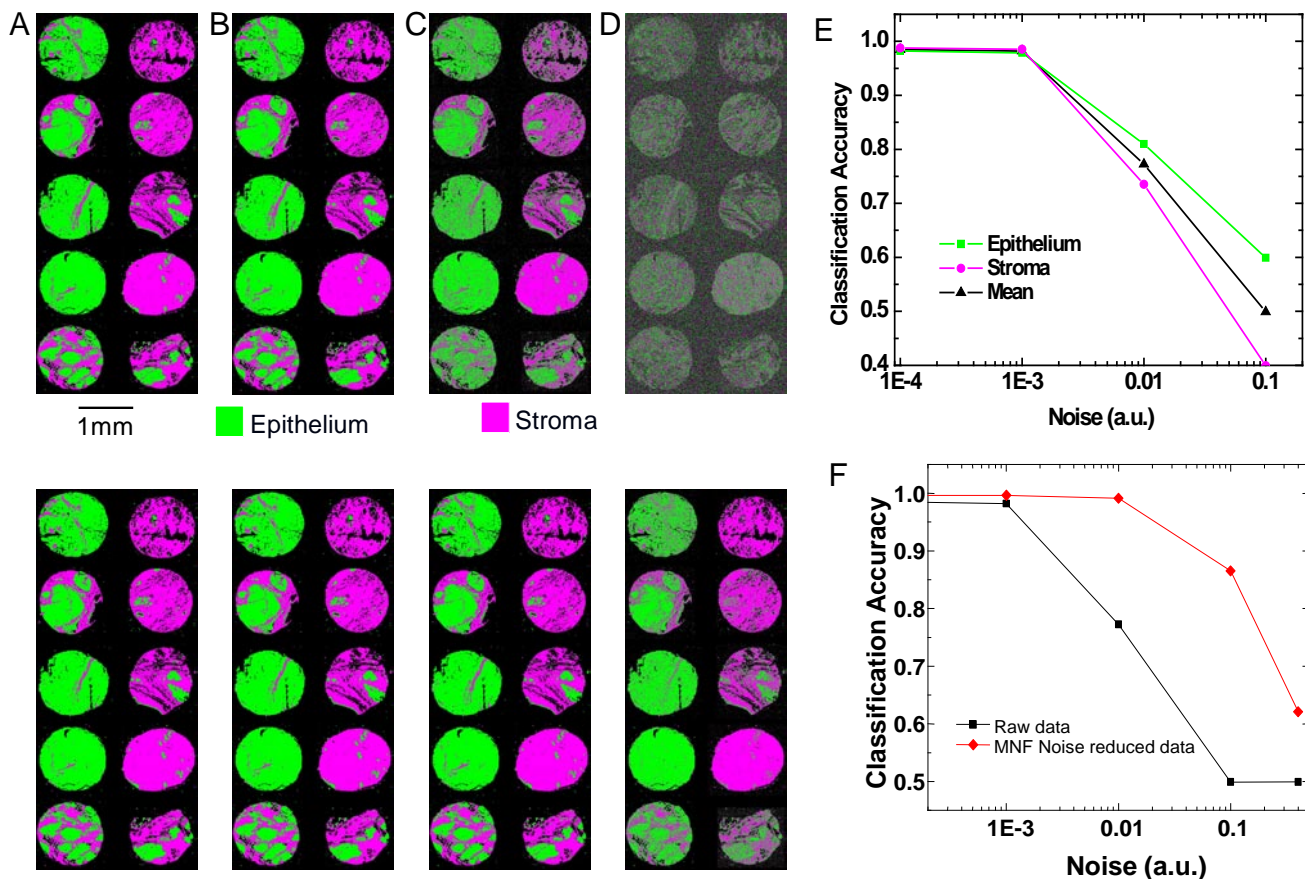 A
B
C
D
1mm
Epithelium
Stroma
E
1.0
0.9
0.8
0.7
0.6
0.5
0.4
Classification Accuracy
Epithelium
Stroma
Mean
1E-4
1E-3
0.01
0.1
Noise (a.u.)
F
1.0
0.9
0.8
0.7
0.6
0.5
Classification Accuracy
Raw data
MNF Noise reduced data
1E-3
0.01
0.1
Noise (a.u.)